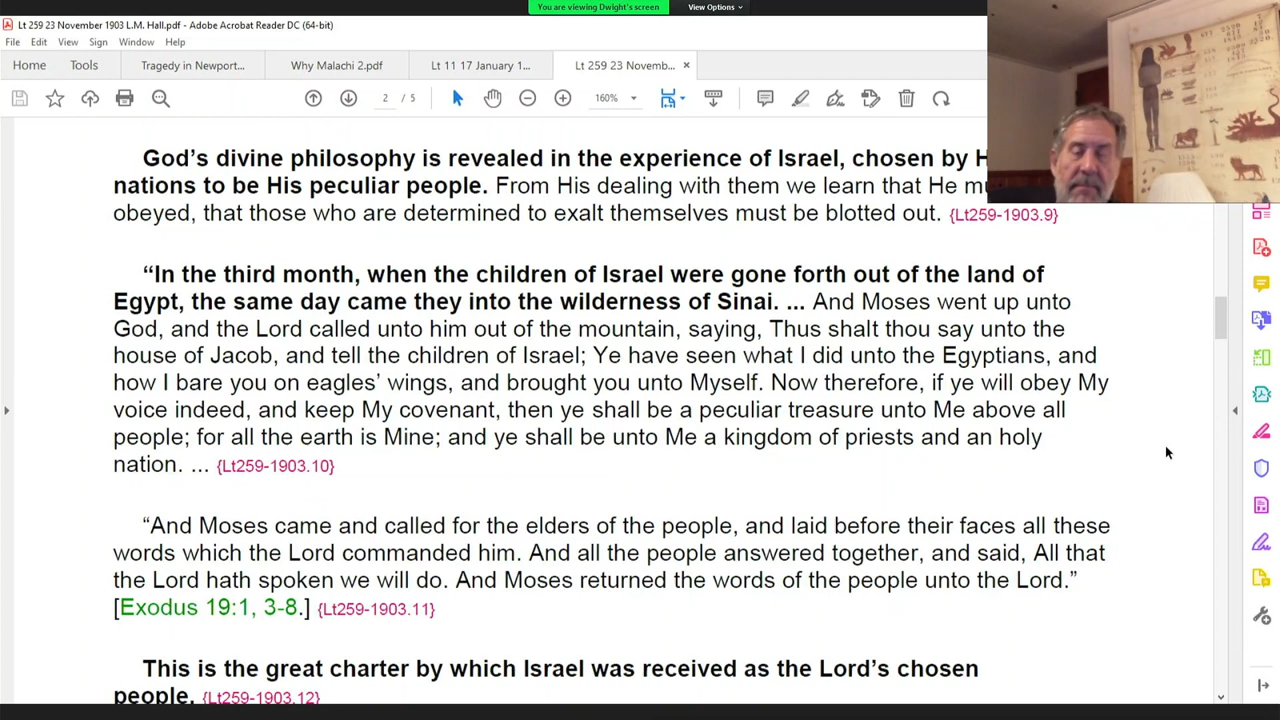 You are viewing Dwight's screen View Options
Lt 259 23 November 1903 L.M. Hall.pdf - Adobe Acrobat Reader DC (64-bit)
File Edit View Sign Window Help
Home Tools Tragedy in Newport... Why Malachi 2.pdf Lt 11 17 January 1... Lt 259 23 Novemb... ×
2 / 5 160%
God’s divine philosophy is revealed in the experience of Israel, chosen by H
nations to be His peculiar people. From His dealing with them we learn that He
obeyed, that those who are determined to exalt themselves must be blotted out. {Lt259-1903.9}
“In the third month, when the children of Israel were gone forth out of the land of
Egypt, the same day came they into the wilderness of Sinai. ... And Moses went up unto
God, and the Lord called unto him out of the mountain, saying, Thus shalt thou say unto the
house of Jacob, and tell the children of Israel; Ye have seen what I did unto the Egyptians, and
how I bare you on eagles’ wings, and brought you unto Myself. Now therefore, if ye will obey My
voice indeed, and keep My covenant, then ye shall be a peculiar treasure unto Me above all
people; for all the earth is Mine; and ye shall be unto Me a kingdom of priests and an holy
nation. ... {Lt259-1903.10}
“And Moses came and called for the elders of the people, and laid before their faces all these
words which the Lord commanded him. And all the people answered together, and said, All that
the Lord hath spoken we will do. And Moses returned the words of the people unto the Lord.”
[Exodus 19:1, 3-8.] {Lt259-1903.11}
This is the great charter by which Israel was received as the Lord’s chosen
people. {Lt259-1903.12}